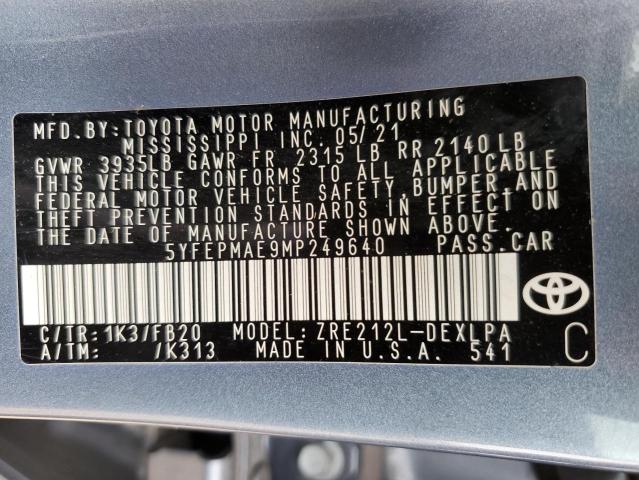 MFD.BY:TOYOTA MOTOR MANUFACTURING
MISSISSIPPI INC. 05/21
GVWR 3935LB GAWR FR 2315 LB RR 2140 LB
THIS VEHICLE CONFORMS TO ALL APPLICABLE
FEDERAL MOTOR VEHICLE SAFETY, BUMPER, AND
THEFT PREVENTION STANDARDS IN EFFECT ON
THE DATE OF MANUFACTURE SHOWN ABOVE.
5YFEPMAE9MP249640 PASS.CAR
C/TR:1K3/FB20 MODEL: ZRE212L-DEXLPA
A/TM: /K313 MADE IN U.S.A. 541 C